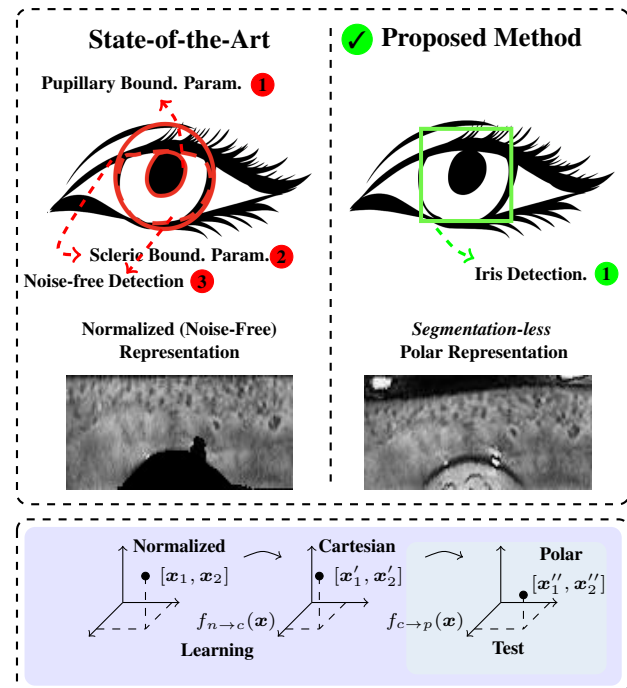 State-of-the-Art
Pupillary Bound. Param. 1
Scleric Bound. Param. 2
Noise-free Detection 3
Normalized (Noise-Free)
Representation
✓ Proposed Method
Iris Detection. 1
Segmentation-less
Polar Representation
Normalized
Cartesian
Polar
[x₁, x₂]
[x′₁, x′₂]
[x″₁, x″₂]
fₙ→c(x)
f_c→p(x)
Learning
Test